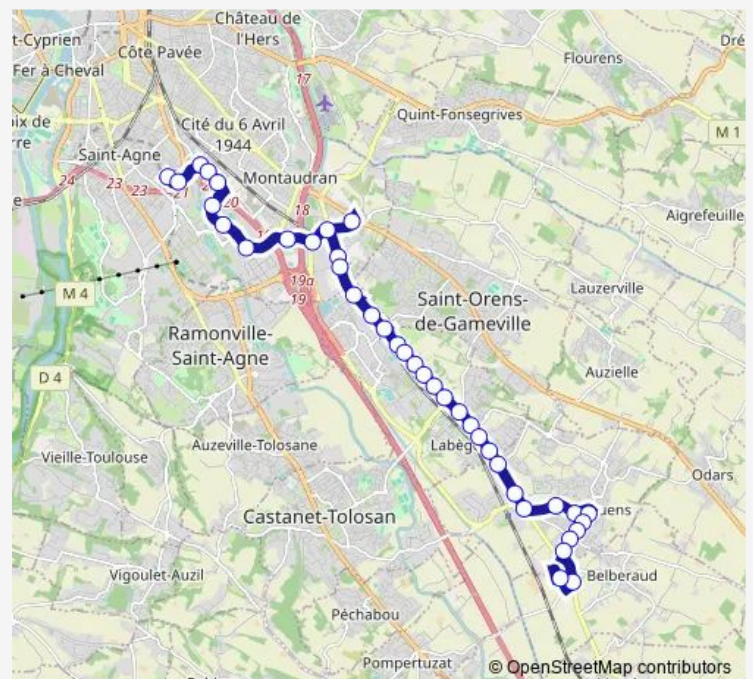 Château de
l'Hers
t-Cyprien
Côte Pavée
Flourens
Dré
Fer à Cheval
17
Quint-Fonsegrives
oix de
rre
Cité du 6 Avril
1944
M 1
Saint-Agne
Montaudran
24
23
23
21
20
18
Aigrefeuille
19a
19
M 4
Lauzerville
Saint-Orens-
de-Gameville
Ramonville-
Saint-Agne
D 4
Auzielle
Vieille-Toulouse
Auzeville-Tolosane
Labèg
Odars
Castanet-Tolosan
uens
Vigoulet-Auzil
Belberaud
Péchabou
Pompertuzat
© OpenStreetMap contributors